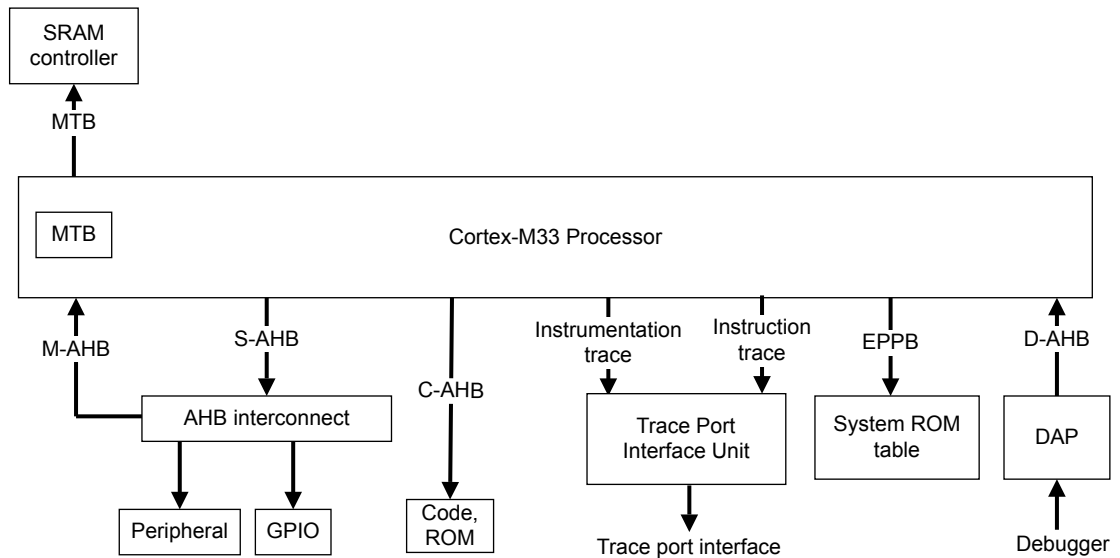 SRAM
controller
MTB
MTB
Cortex-M33 Processor
M-AHB
S-AHB
C-AHB
Instrumentation
trace
Instruction
trace
EPPB
D-AHB
AHB interconnect
Trace Port
Interface Unit
System ROM
table
DAP
Peripheral
GPIO
Code,
ROM
Trace port interface
Debugger